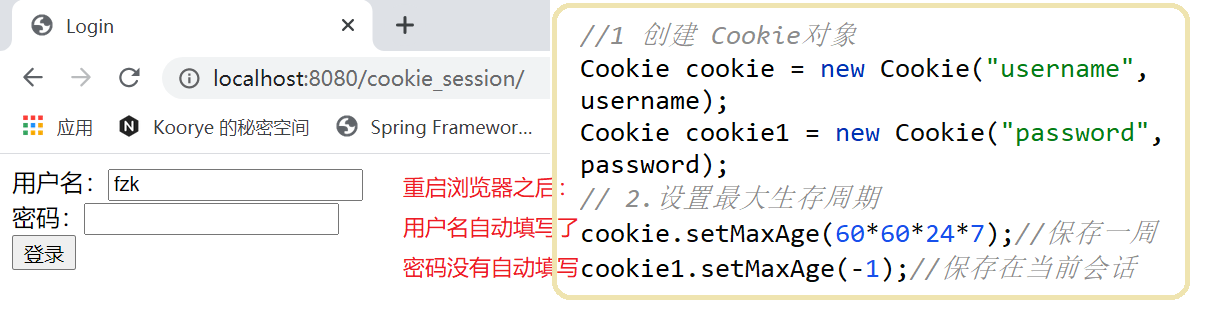 Login
localhost:8080/cookie_session/
应用 Koorye 的秘密空间 Spring Framewor...
用户名: fzk
密码:
登录
重启浏览器之后:
用户名自动填写了
密码没有自动填写
//1 创建 Cookie对象
Cookie cookie = new Cookie("username",
username);
Cookie cookie1 = new Cookie("password",
password);
// 2.设置最大生存周期
cookie.setMaxAge(60*60*24*7);//保存一周
cookie1.setMaxAge(-1);//保存在当前会话